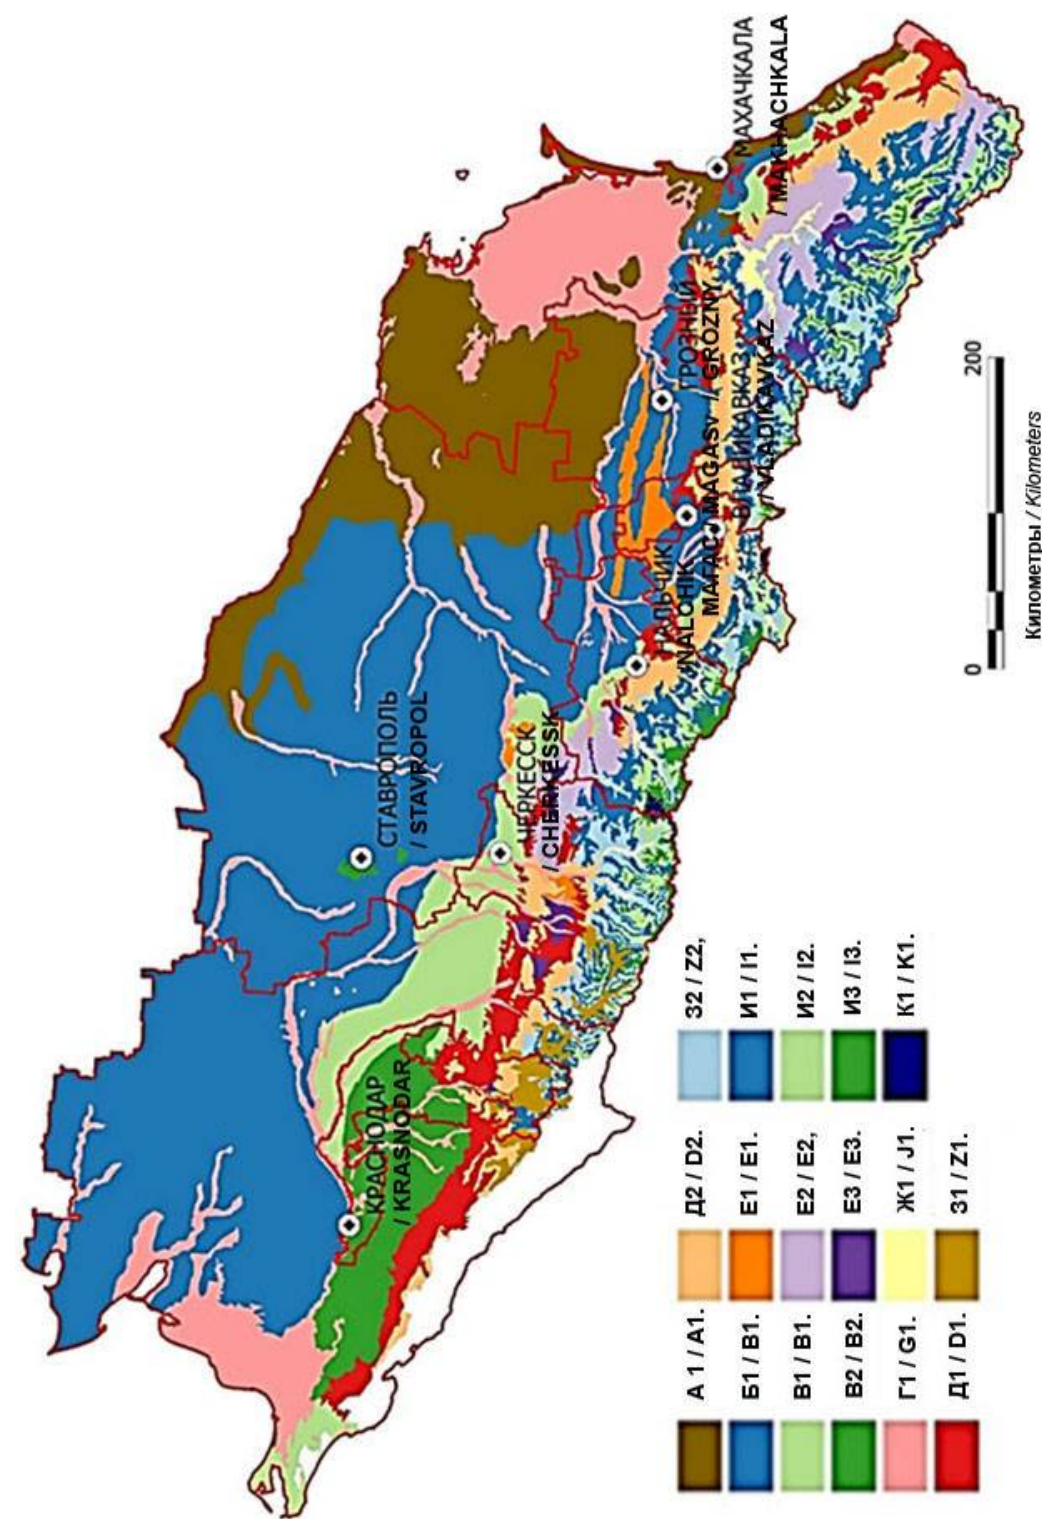 КРАСНОДАР
/ KRASNODAR
СТАВРОПОЛЬ
/ STAVROPOL
ЧЕРКЕССК
/ CHERKESSK
НАЛЬЧИК
/NALCHIK
ГРОЗНЫЙ
/ GROZNY
МАГАС / MAGASv
ВЛАДИКАВКАЗ
/ VLADIKAVKAZ
МАХАЧКАЛА
/ MAKHACHKALA
А 1 / A1.
Б1 / B1.
В1 / B1.
В2 / B2.
Г1 / G1.
Д1 / D1.
Д2 / D2.
Е1 / E1.
Е2 / E2,
Е3 / E3.
Ж1 / J1.
З1 / Z1.
З2 / Z2,
И1 / I1.
И2 / I2.
И3 / I3.
К1 / K1.
0 200
Километры / Kilometers